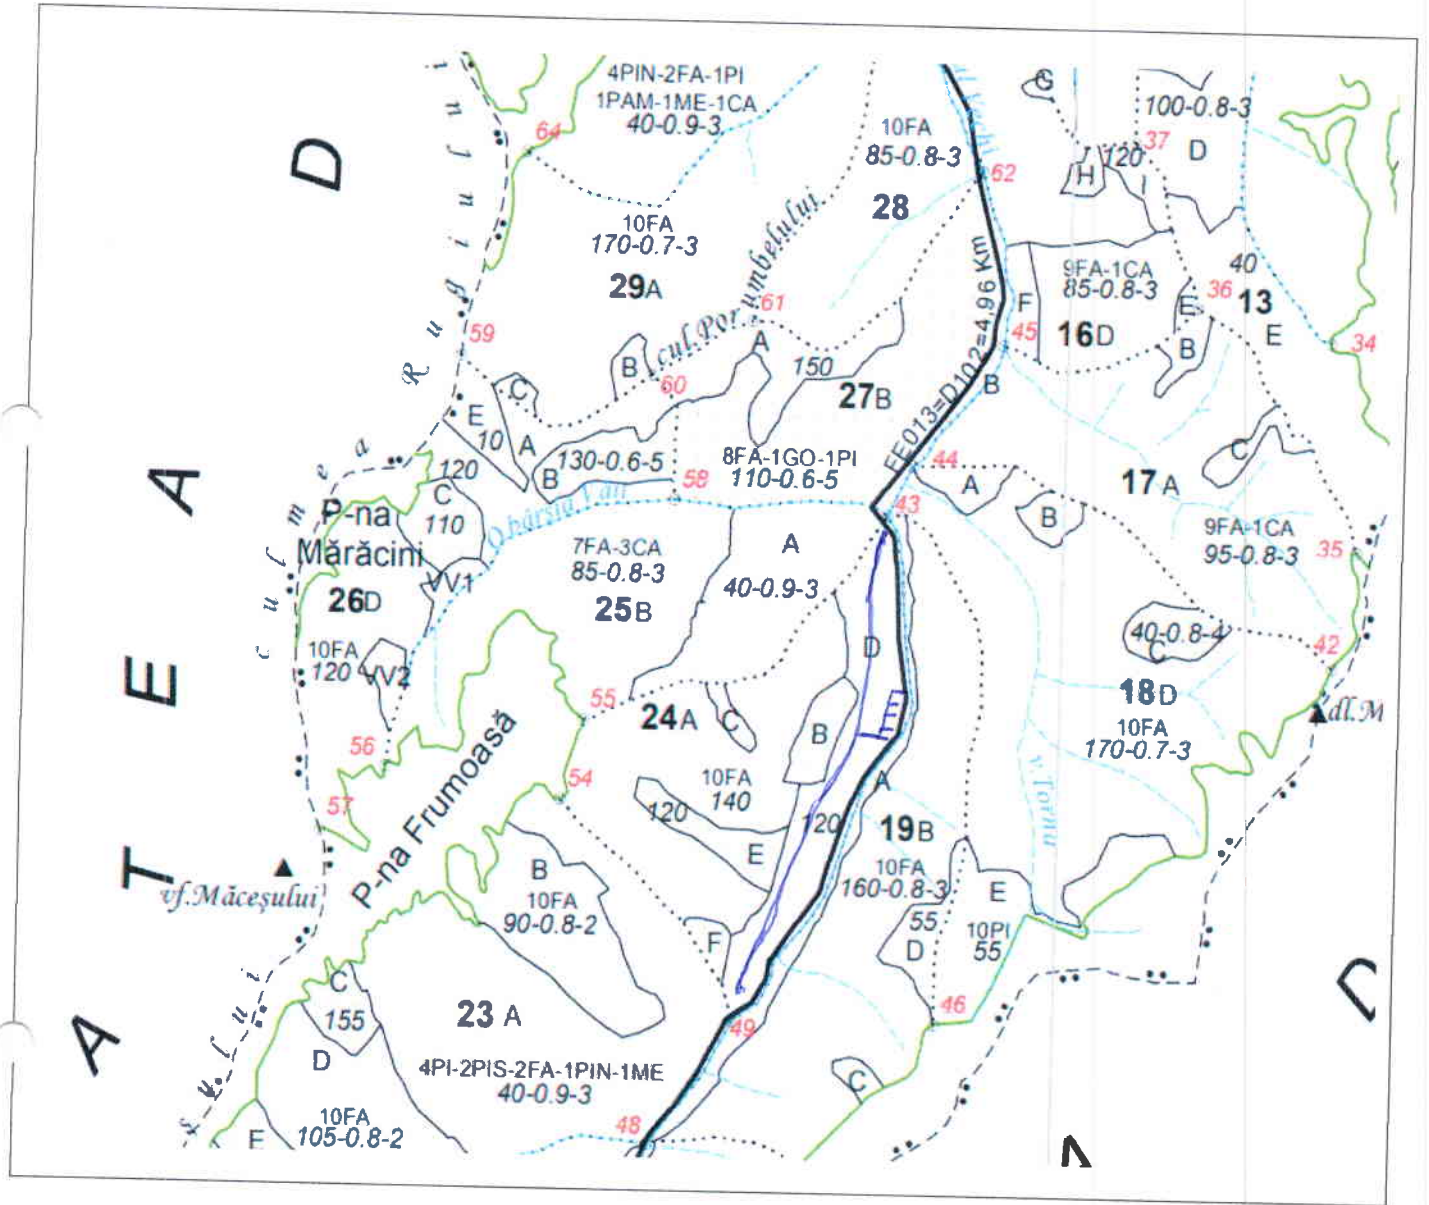 4PIN-2FA-1PI
1PAM-1ME-1CA
40-0.9-3
64
10FA
85-0.8-3
28
62
G
100-0.8-3
37
120
D
H
D
10FA
170-0.7-3
29A
61
cul.Porumbelului
59
60
B
C
A
150
27B
E
10
A
B
130-0.6-5
58
8FA-1GO-1PI
110-0.6-5
FE013=D102=4,96 Km
9FA-1CA
85-0.8-3
16D
F
45
B
E
B
36
40
13
E
34
44
43
A
B
17A
C
9FA-1CA
95-0.8-3
35
culmea Ruginului
120
C
110
P-na
Mărăcini
VV1
26D
10FA
120
VV2
Obârșia Văii
7FA-3CA
85-0.8-3
25B
A
40-0.9-3
D
55
24A
C
B
56
57
54
P-na Frumoasă
10FA
140
120
E
120
A
19B
10FA
160-0.8-3
55
D
E
10PI
55
40-0.8-4
C
42
18D
10FA
170-0.7-3
dl.M
v.Tornu
vf.Măceșului
B
10FA
90-0.8-2
F
C
155
D
23 A
49
46
4PI-2PIS-2FA-1PIN-1ME
40-0.9-3
C
10FA
105-0.8-2
48
A T E A
D